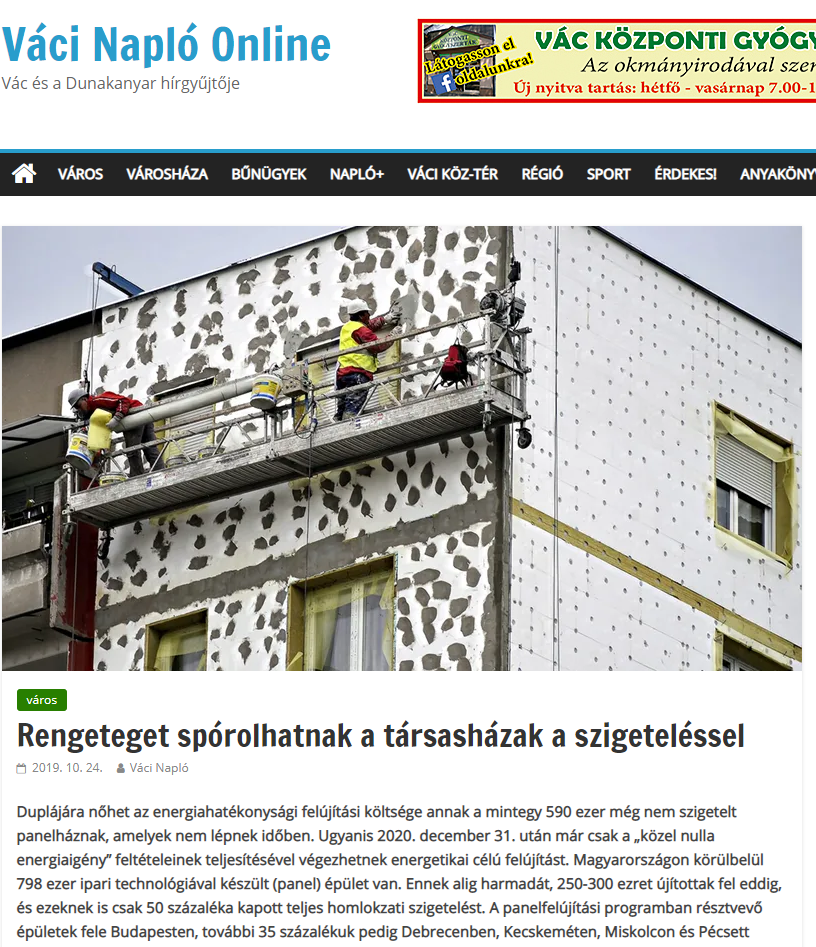 Váci Napló Online
Vác és a Dunakanyar hírgyűjtője
Látogasson el
oldalunkra!
VÁC KÖZPONTI GYÓGY
Az okmányirodával szem
Új nyitva tartás: hétfő - vasárnap 7.00-1
VÁROS VÁROSHÁZA BŰNÜGYEK NAPLÓ+ VÁCI KÖZ-TÉR RÉGIÓ SPORT ÉRDEKES! ANYAKÖNYV
város
Rengeteget spórolhatnak a társasházak a szigeteléssel
2019. 10. 24. Váci Napló
Duplájára nőhet az energiahatékonysági felújítási költsége annak a mintegy 590 ezer még nem szigetelt
panelháznak, amelyek nem lépnek időben. Ugyanis 2020. december 31. után már csak a „közel nulla
energiaigény” feltételeinek teljesítésével végezhetnek energetikai célú felújítást. Magyarországon körülbelül
798 ezer ipari technológiával készült (panel) épület van. Ennek alig harmadát, 250-300 ezret újítottak fel eddig,
és ezeknek is csak 50 százaléka kapott teljes homlokzati szigetelést. A panelfelújítási programban résztvevő
épületek fele Budapesten, további 35 százalékuk pedig Debrecenben, Kecskeméten, Miskolcon és Pécsett